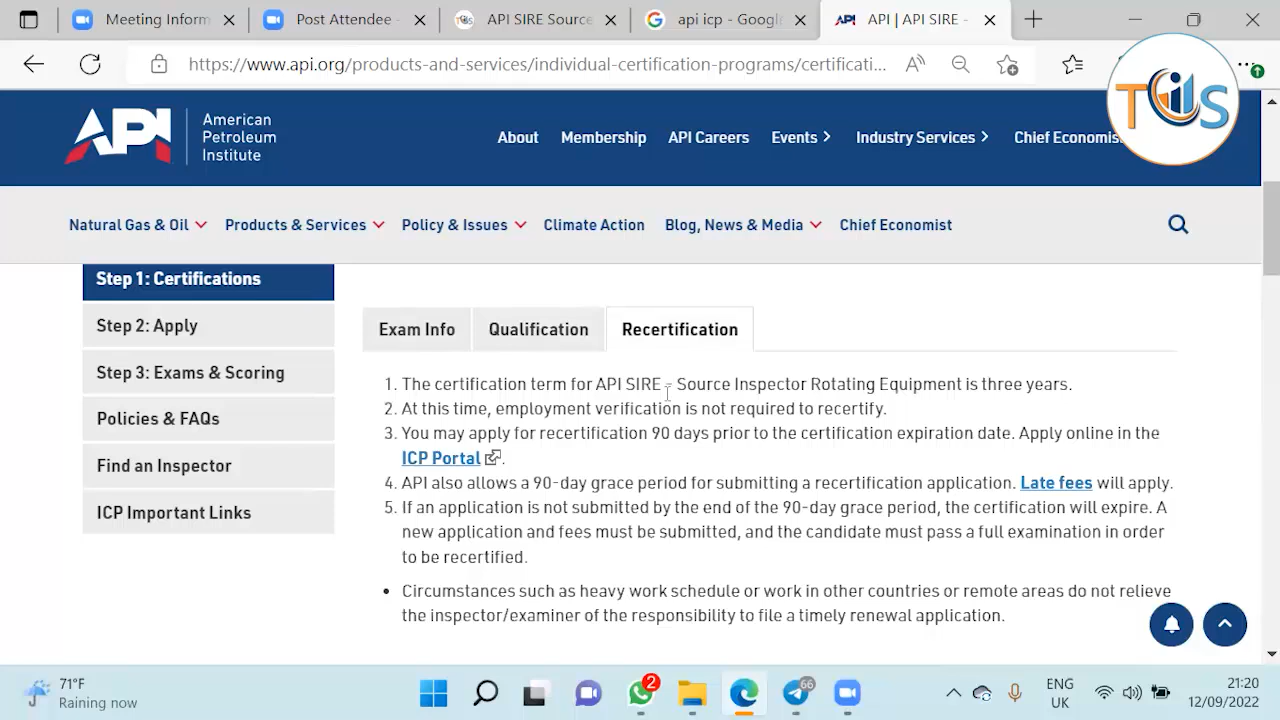 Meeting Inform
Post Attendee -
API SIRE Source
api icp - Google
API | API SIRE -
https://www.api.org/products-and-services/individual-certification-programs/certificati...
TCIIS
API
American
Petroleum
Institute
About
Membership
API Careers
Events
Industry Services
Chief Economis
Natural Gas & Oil
Products & Services
Policy & Issues
Climate Action
Blog, News & Media
Chief Economist
Step 1: Certifications
Step 2: Apply
Step 3: Exams & Scoring
Policies & FAQs
Find an Inspector
ICP Important Links
Exam Info
Qualification
Recertification
1. The certification term for API SIRE - Source Inspector Rotating Equipment is three years.
2. At this time, employment verification is not required to recertify.
3. You may apply for recertification 90 days prior to the certification expiration date. Apply online in the
ICP Portal.
4. API also allows a 90-day grace period for submitting a recertification application. Late fees will apply.
5. If an application is not submitted by the end of the 90-day grace period, the certification will expire. A
new application and fees must be submitted, and the candidate must pass a full examination in order
to be recertified.
• Circumstances such as heavy work schedule or work in other countries or remote areas do not relieve
the inspector/examiner of the responsibility to file a timely renewal application.
71°F
Raining now
2
66
ENG
UK
21:20
12/09/2022